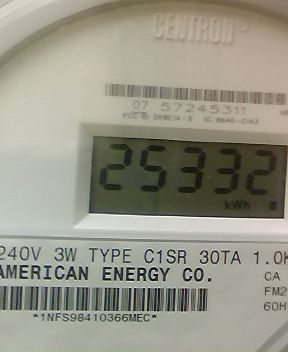 CENTRON®
07 57245311
25332
kWh
240V 3W TYPE C1SR 30TA 1.0K
AMERICAN ENERGY CO.
CA
FM2
60H
*1NFS98410366MEC*